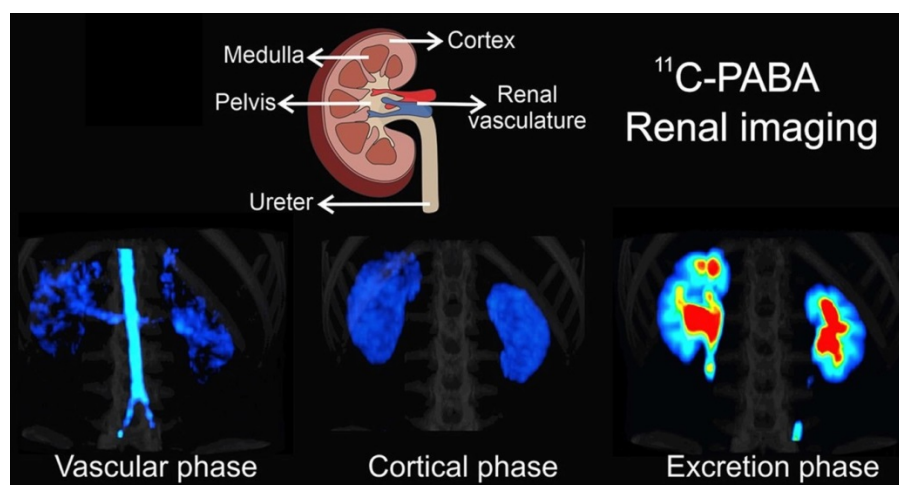 Medulla
Cortex
Pelvis
Renal
vasculature
Ureter
¹¹C-PABA
Renal imaging
Vascular phase
Cortical phase
Excretion phase